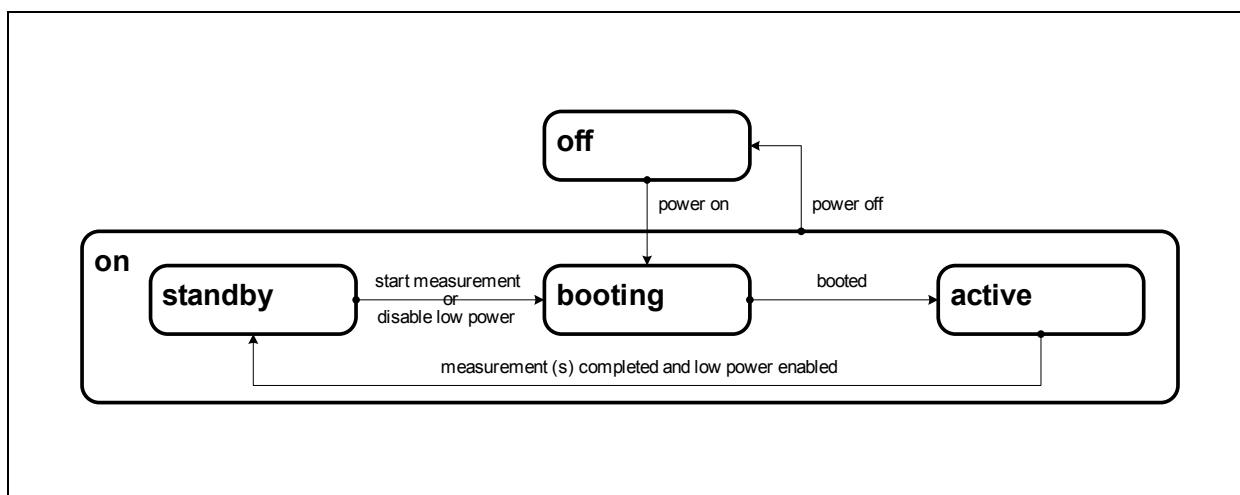 off
power on
power off
on
standby
start measurement
or
disable low power
booting
booted
active
measurement (s) completed and low power enabled